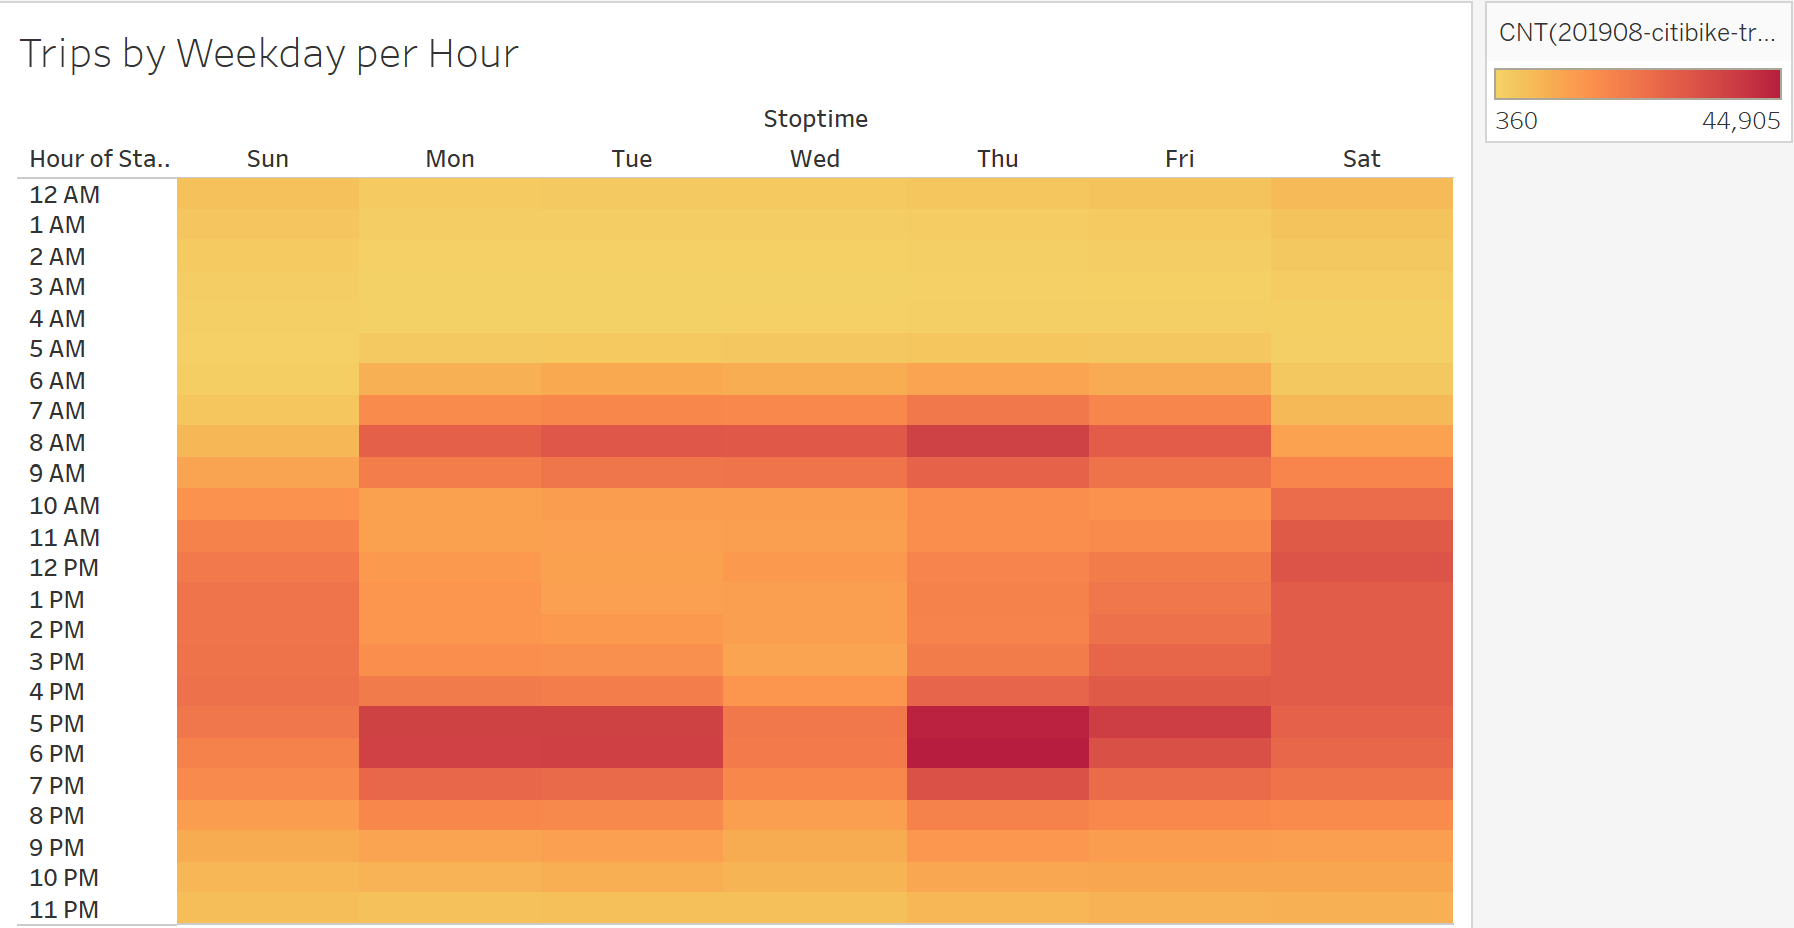 Trips by Weekday per Hour
CNT(201908-citibike-tr...
360 44,905
Stoptime
Hour of Sta.. Sun Mon Tue Wed Thu Fri Sat
12 AM
1 AM
2 AM
3 AM
4 AM
5 AM
6 AM
7 AM
8 AM
9 AM
10 AM
11 AM
12 PM
1 PM
2 PM
3 PM
4 PM
5 PM
6 PM
7 PM
8 PM
9 PM
10 PM
11 PM